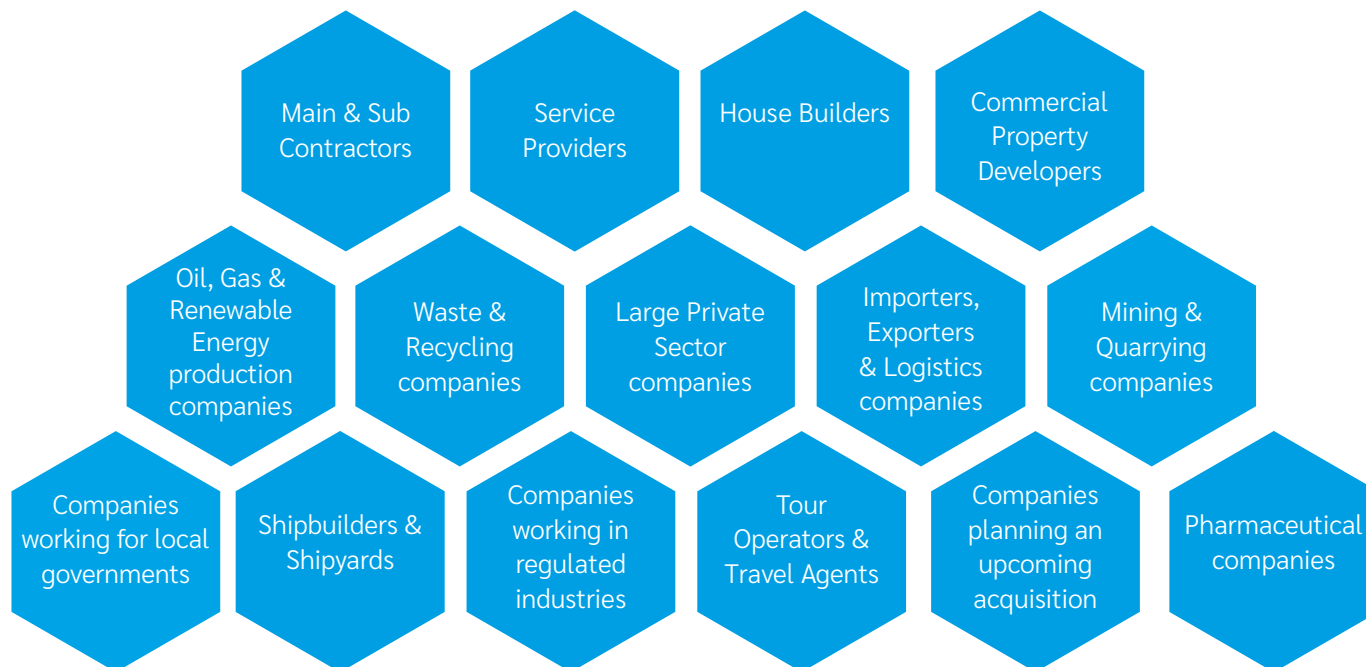 Main & Sub
Contractors
Service
Providers
House Builders
Commercial
Property
Developers
Oil, Gas &
Renewable
Energy
production
companies
Waste &
Recycling
companies
Large Private
Sector
companies
Importers,
Exporters
& Logistics
companies
Mining &
Quarrying
companies
Companies
working for local
governments
Shipbuilders &
Shipyards
Companies
working in
regulated
industries
Tour
Operators &
Travel Agents
Companies
planning an
upcoming
acquisition
Pharmaceutical
companies